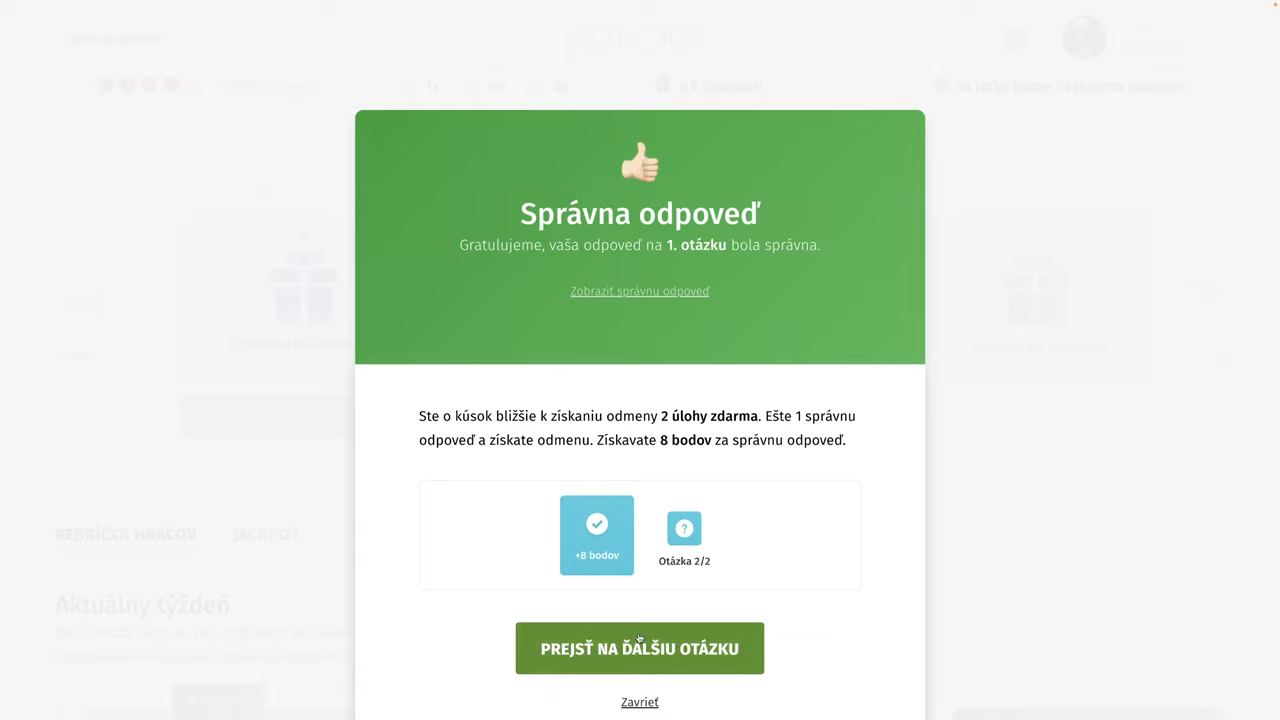 1x
0x
Správna odpoveď
Gratulujeme, vaša odpoveď na 1. otázku bola správna.
Zobraziť správnu odpoveď
Ste o kúsok bližšie k získaniu odmeny 2 úlohy zdarma. Ešte 1 správnu
odpoveď a získate odmenu. Získavate 8 bodov za správnu odpoveď.
+8 bodov
Otázka 2/2
REBRÍČEK HRÁČOV
JACKPOT
Aktuálny týždeň
PREJSŤ NA ĎALŠIU OTÁZKU
Zavrieť